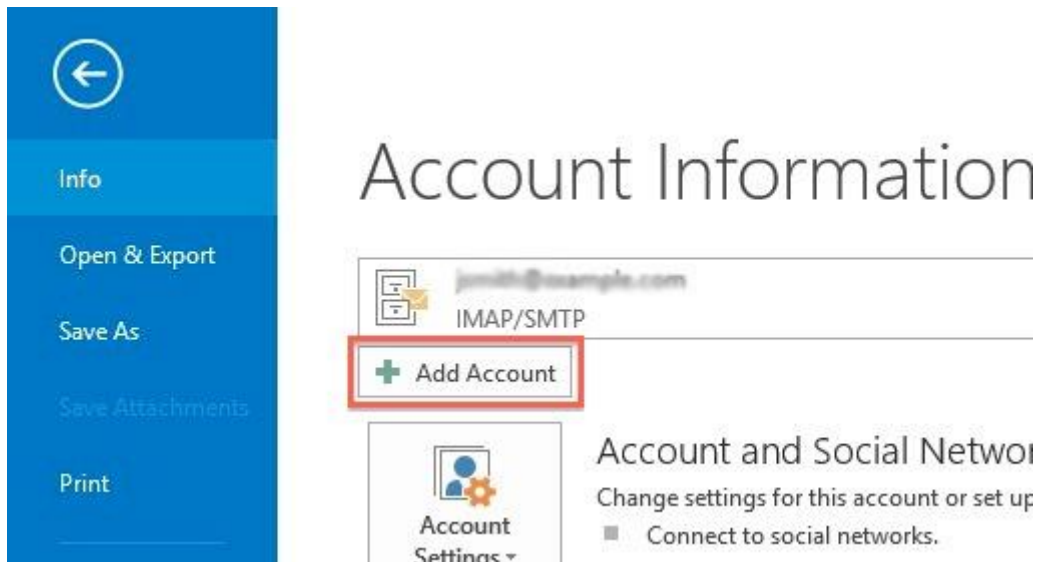 Info
Open & Export
Save As
Save Attachments
Print
Account Information
IMAP/SMTP
Add Account
Account
Settings
Account and Social Networ
Change settings for this account or set up
Connect to social networks.